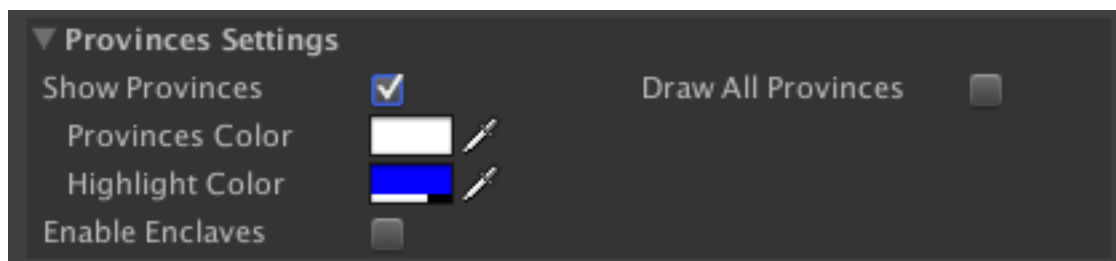 Provinces Settings
Show Provinces Draw All Provinces
Provinces Color
Highlight Color
Enable Enclaves